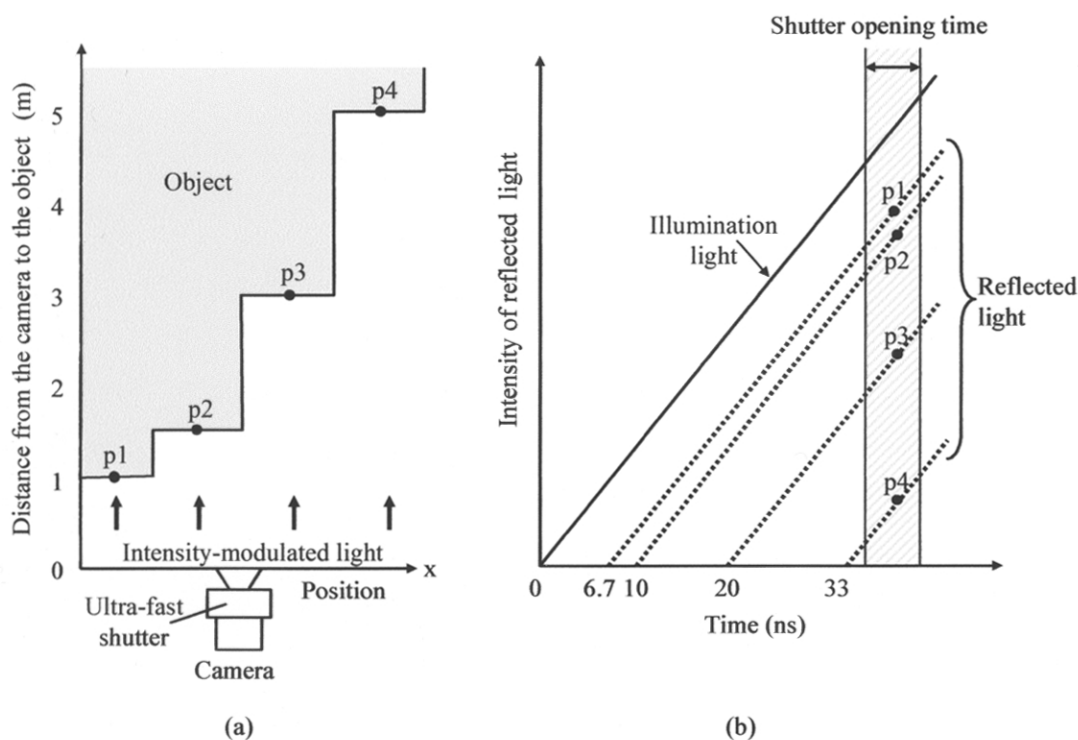 Distance from the camera to the object (m)
5
4
3
2
1
0
p4
Object
p3
p2
p1
Intensity-modulated light
x
Position
Ultra-fast
shutter
Camera
(a)
Shutter opening time
Intensity of reflected light
Illumination
light
p1
p2
p3
p4
Reflected
light
0
6.7
10
20
33
Time (ns)
(b)